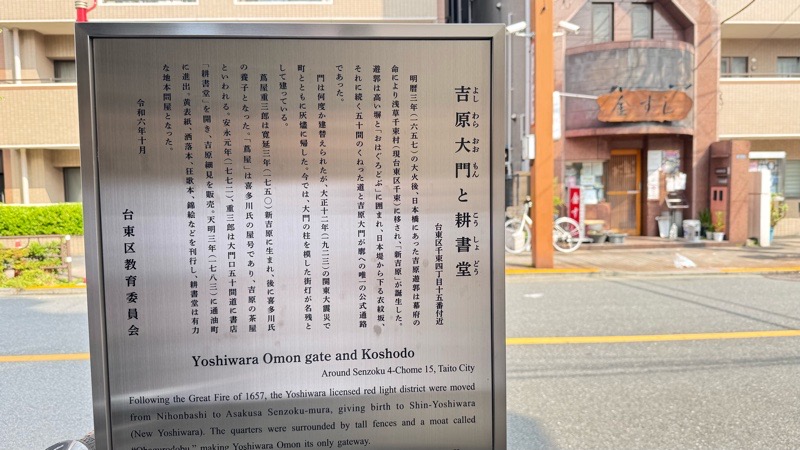 吉原大門と耕書堂
よしわらおおもん こうしょどう
台東区千束四丁目十五番付近
明暦三年（一六五七）の大火後、日本橋にあった吉原遊郭は幕府の
命により浅草千束村（現台東区千束）に移され、「新吉原」が誕生した。
遊郭は高い塀と「おはぐろどぶ」に囲まれ、日本堤から下る衣紋坂、
それに続く五十間のくねった道と吉原大門が廓への唯一の公式通路
であった。
門は何度か建替えられたが、大正十二年（一九二三）の関東大震災で
町とともに灰燼に帰した。今では、大門の柱を模した街灯が名残と
して建っている。
蔦屋重三郎は寛延三年（一七五〇）新吉原に生まれ、後に喜多川氏
の養子となった。「蔦屋」は喜多川氏の屋号であり、吉原の茶屋
といわれる。安永元年（一七七二）、重三郎は大門口五十間道に書店
「耕書堂」を開き、吉原細見を販売。天明三年（一七八三）に通油町
に進出、黄表紙、洒落本、狂歌本、錦絵などを刊行し、耕書堂は有力
な地本問屋となった。
令和六年十月
台東区教育委員会
Yoshiwara Omon gate and Koshodo
Around Senzoku 4-Chome 15, Taito City
Following the Great Fire of 1657, the Yoshiwara licensed red light district were moved
from Nihonbashi to Asakusa Senzoku-mura, giving birth to Shin-Yoshiwara
(New Yoshiwara). The quarters were surrounded by tall fences and a moat called
"Ohagurodobu," making Yoshiwara Omon its only gateway.